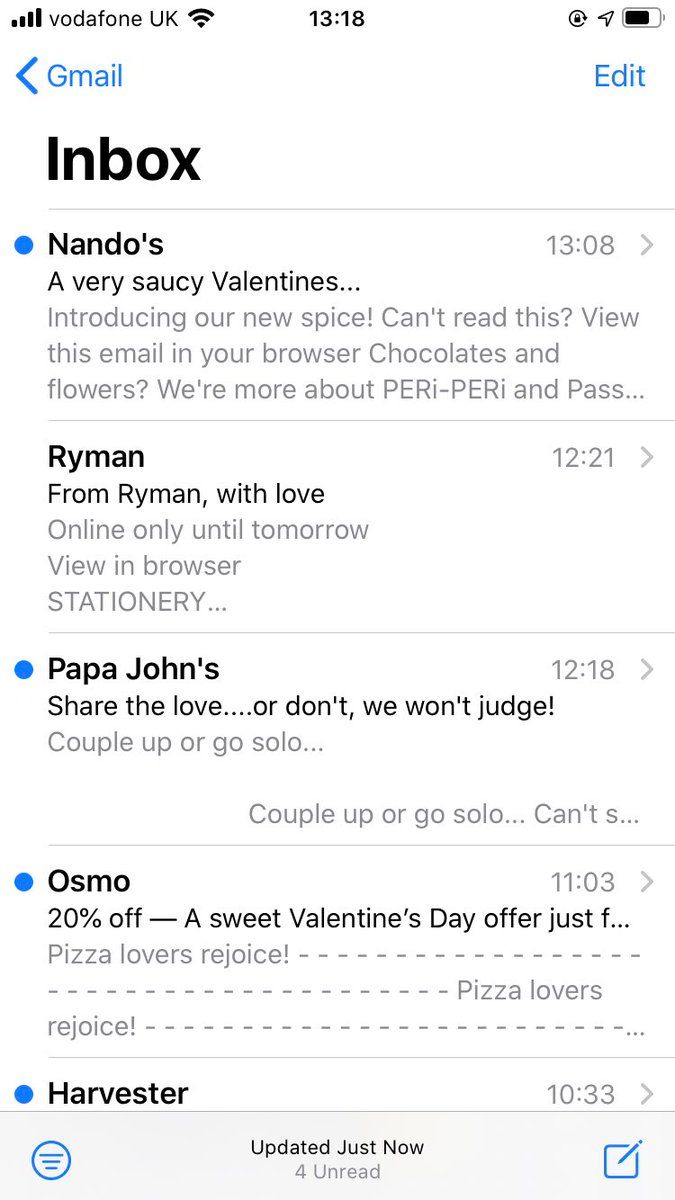 vodafone UK 13:18
Gmail Edit
Inbox
Nando's 13:08
A very saucy Valentines...
Introducing our new spice! Can't read this? View
this email in your browser Chocolates and
flowers? We're more about PERi-PERi and Pass...
Ryman 12:21
From Ryman, with love
Online only until tomorrow
View in browser
STATIONERY...
Papa John's 12:18
Share the love....or don't, we won't judge!
Couple up or go solo...
Couple up or go solo... Can't s...
Osmo 11:03
20% off — A sweet Valentine’s Day offer just f...
Pizza lovers rejoice! - - - - - - - - - - - - - - - - - -
- - - - - - - - - - - - - - - - - - - - - Pizza lovers
rejoice! - - - - - - - - - - - - - - - - - - - - - - - - -...
Harvester 10:33
Updated Just Now
4 Unread